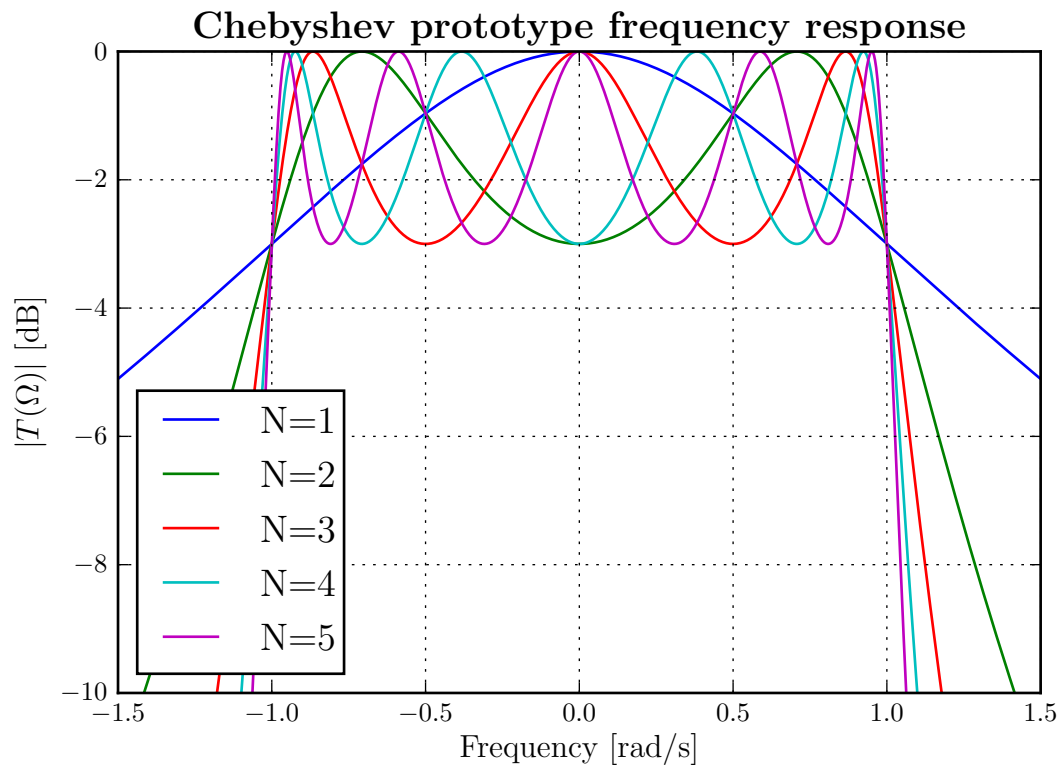 Chebyshev prototype frequency response
|T(Ω)| [dB]
0
−2
−4
−6
−8
−10
N=1
N=2
N=3
N=4
N=5
−1.5 −1.0 −0.5 0.0 0.5 1.0 1.5
Frequency [rad/s]